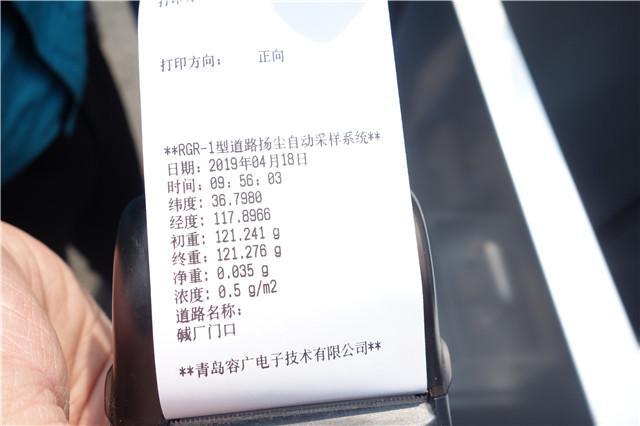 打印方向： 正向
**RGR-1型道路扬尘自动采样系统**
日期：2019年04月18日
时间：09：56：03
纬度：36.7980
经度：117.8966
初重：121.241 g
终重：121.276 g
净重：0.035 g
浓度：0.5 g/m2
道路名称：
碱厂门口
**青岛容广电子技术有限公司**